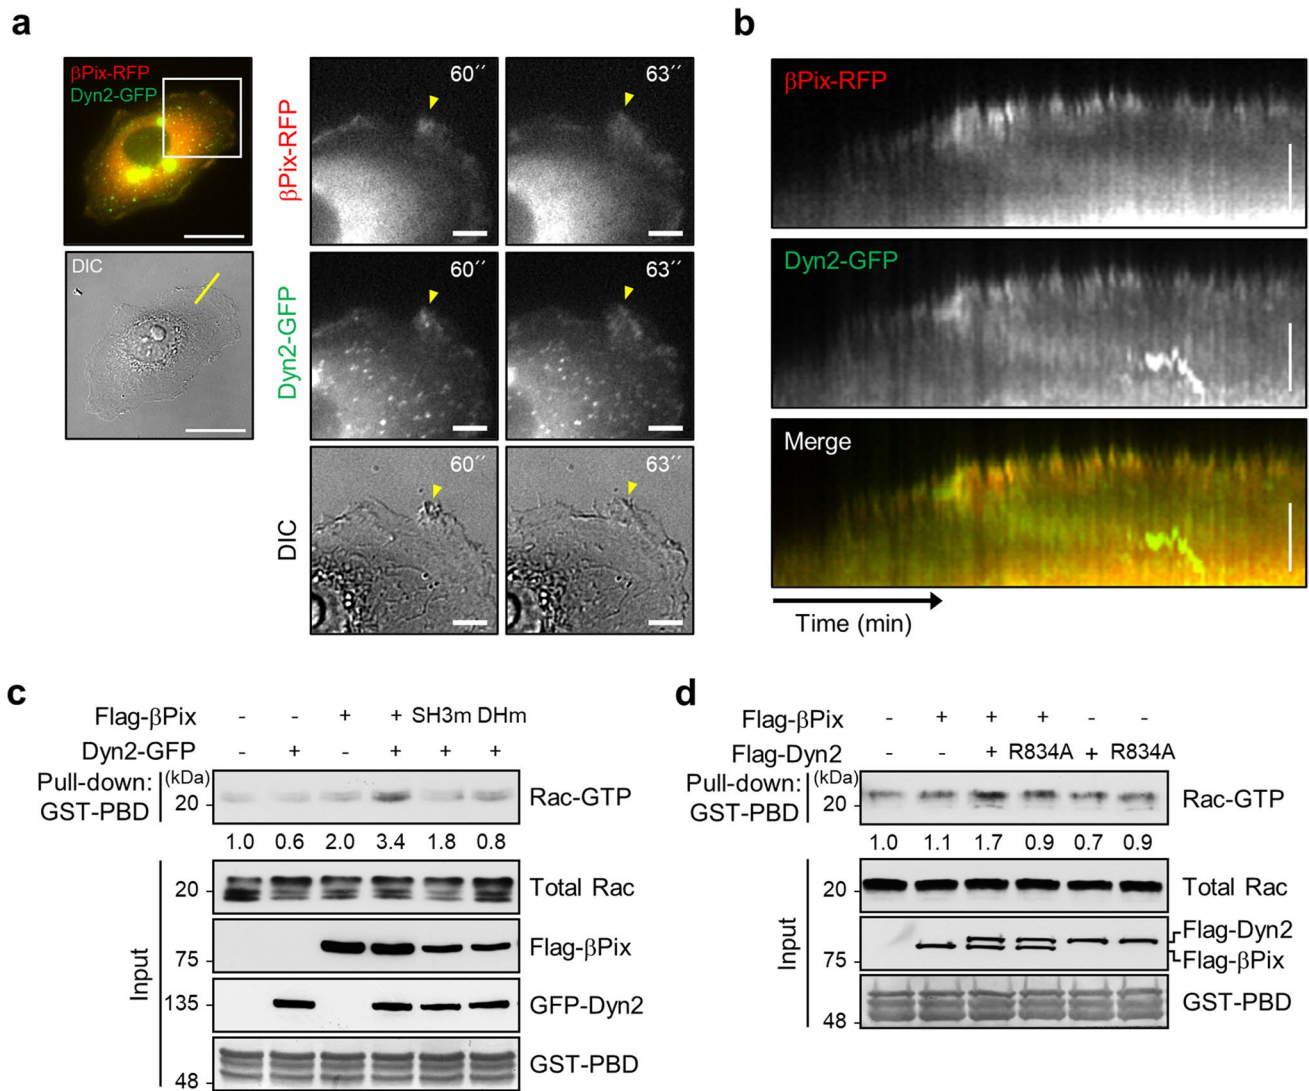 a
βPix-RFP
Dyn2-GFP
DIC
βPix-RFP
60´´
63´´
Dyn2-GFP
60´´
63´´
DIC
60´´
63´´
b
βPix-RFP
Dyn2-GFP
Merge
Time (min)
c
Flag-βPix - - + + SH3m DHm
Dyn2-GFP - + - + + +
Pull-down: GST-PBD (kDa) 20 Rac-GTP
1.0 0.6 2.0 3.4 1.8 0.8
Input
20 Total Rac
75 Flag-βPix
135 GFP-Dyn2
48 GST-PBD
d
Flag-βPix - + + + - -
Flag-Dyn2 - - + R834A + R834A
Pull-down: GST-PBD (kDa) 20 Rac-GTP
1.0 1.1 1.7 0.9 0.7 0.9
Input
20 Total Rac
75 Flag-Dyn2
Flag-βPix
48 GST-PBD